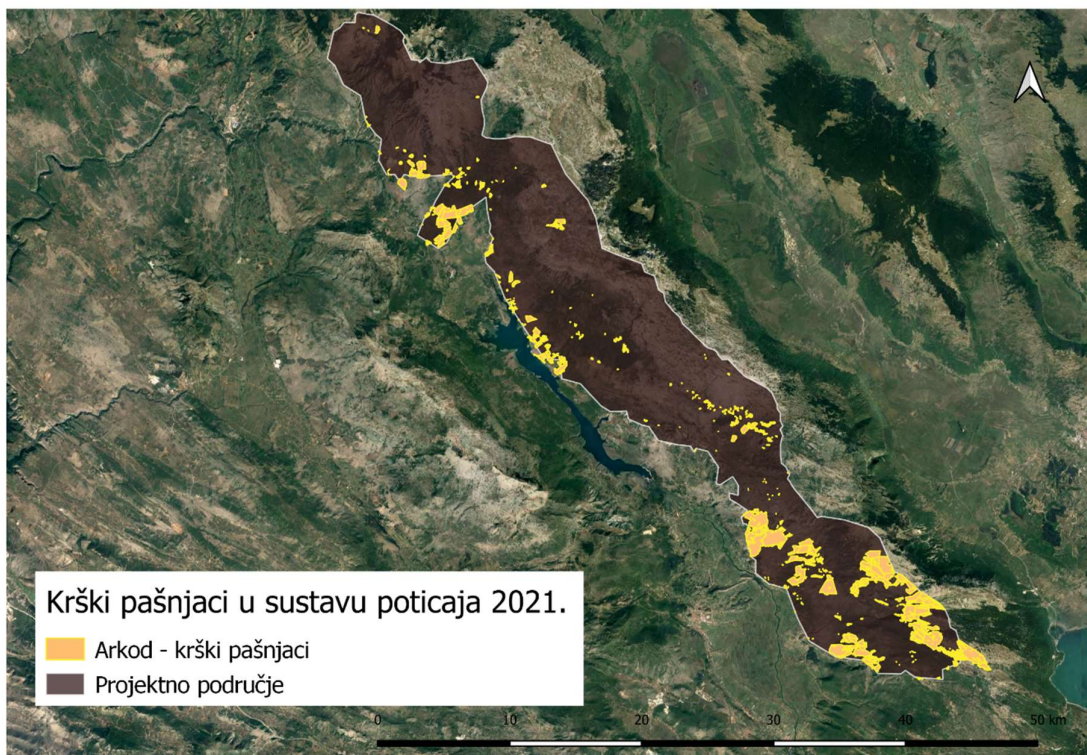 Krški pašnjaci u sustavu poticaja 2021.
Arkod - krški pašnjaci
Projektno područje
0 10 20 30 40 50 km